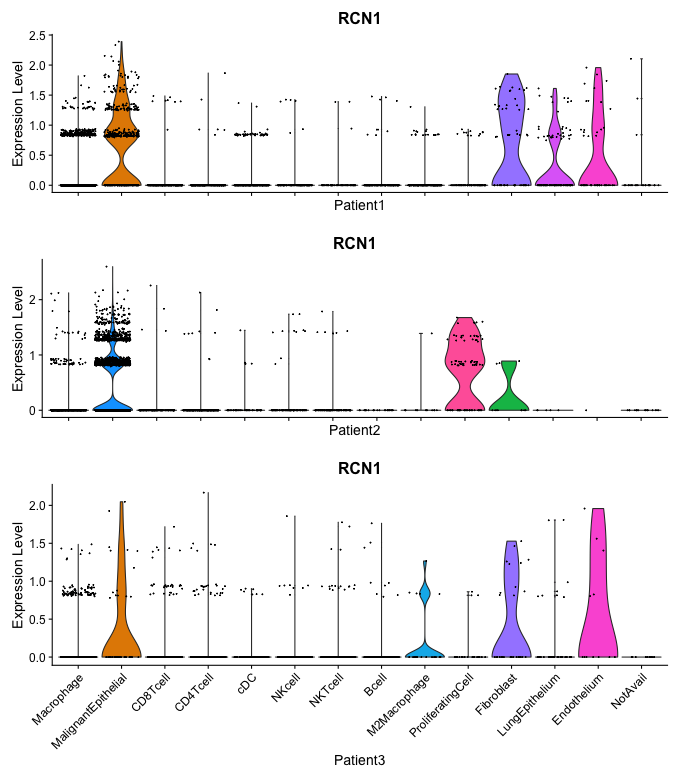 RCN1
Expression Level
2.5
2.0
1.5
1.0
0.5
0.0
Patient1
RCN1
Expression Level
2
1
0
Patient2
RCN1
Expression Level
2.0
1.5
1.0
0.5
0.0
Macrophage
MalignantEpithelial
CD8Tcell
CD4Tcell
cDC
NKcell
NKTcell
Bcell
M2Macrophage
ProliferatingCell
Fibroblast
LungEpithelium
Endothelium
NotAvail
Patient3